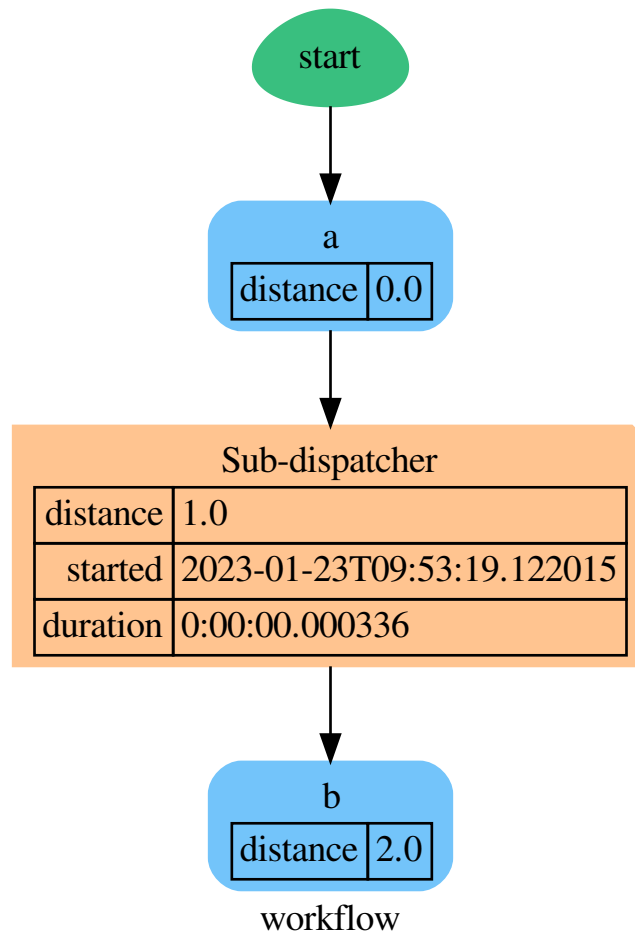 start
a
distance 0.0
Sub-dispatcher
distance 1.0
started 2023-01-23T09:53:19.122015
duration 0:00:00.000336
b
distance 2.0
workflow